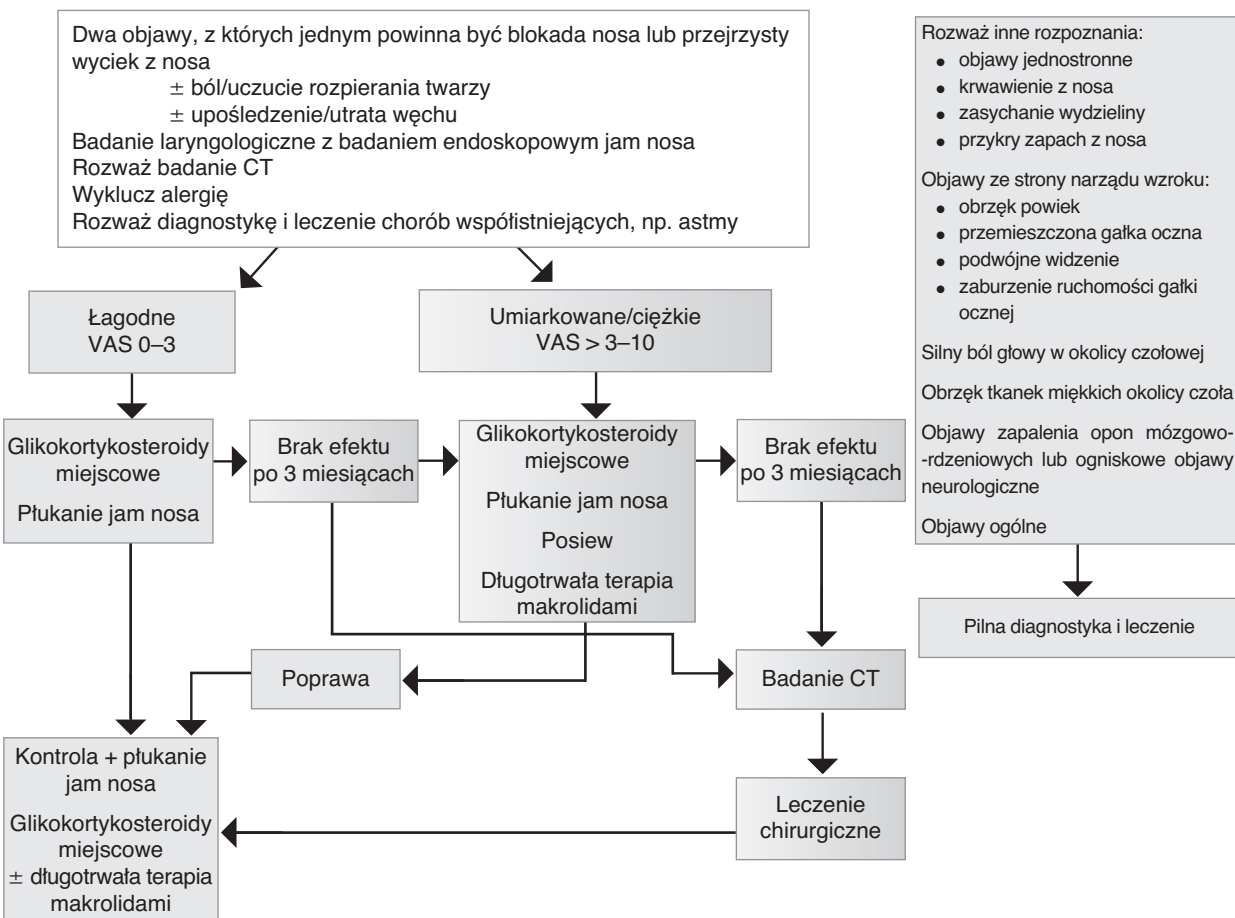 Dwa objawy, z których jednym powinna być blokada nosa lub przejrzysty
wyciek z nosa
± ból/uczucie rozpierania twarzy
± upośledzenie/utrata węchu
Badanie laryngologiczne z badaniem endoskopowym jam nosa
Rozważ badanie CT
Wyklucz alergię
Rozważ diagnostykę i leczenie chorób współistniejących, np. astmy
Łagodne
VAS 0–3
Umiarkowane/ciężkie
VAS > 3–10
Glikokortykosteroidy
miejscowe
Płukanie jam nosa
Brak efektu
po 3 miesiącach
Glikokortykosteroidy
miejscowe
Płukanie jam nosa
Posiew
Długotrwała terapia
makrolidami
Brak efektu
po 3 miesiącach
Poprawa
Badanie CT
Kontrola + płukanie
jam nosa
Glikokortykosteroidy
miejscowe
± długotrwała terapia
makrolidami
Leczenie
chirurgiczne
Rozważ inne rozpoznania:
● objawy jednostronne
● krwawienie z nosa
● zasychanie wydzieliny
● przykry zapach z nosa
Objawy ze strony narządu wzroku:
● obrzęk powiek
● przemieszczona gałka oczna
● podwójne widzenie
● zaburzenie ruchomości gałki
ocznej
Silny ból głowy w okolicy czołowej
Obrzęk tkanek miękkich okolicy czoła
Objawy zapalenia opon mózgowo-
-rdzeniowych lub ogniskowe objawy
neurologiczne
Objawy ogólne
Pilna diagnostyka i leczenie